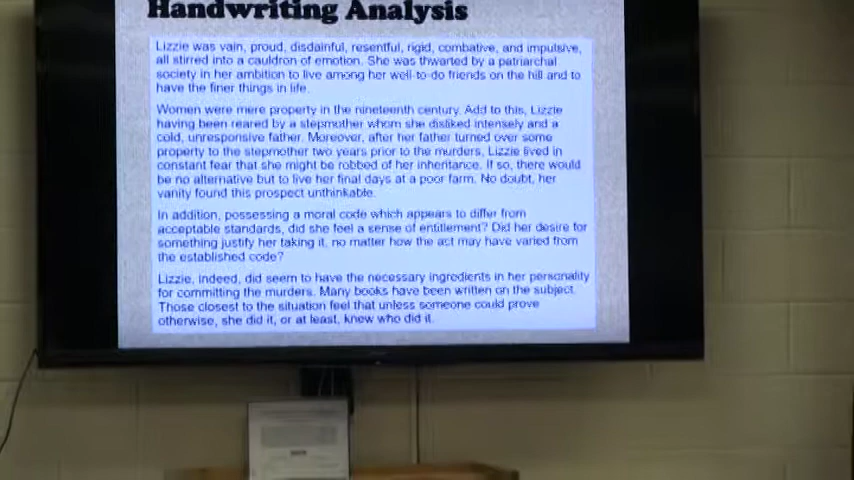 Handwriting Analysis
Lizzie was vain, proud, disdainful, resentful, rigid, combative, and impulsive,
all stirred into a cauldron of emotion. She was thwarted by a patriarchal
society in her ambition to live among her well-to-do friends on the hill and to
have the finer things in life.
Women were mere property in the nineteenth century. Add to this, Lizzie
having been reared by a stepmother whom she disliked intensely and a
cold, unresponsive father. Moreover, after her father turned over some
property to the stepmother two years prior to the murders, Lizzie lived in
constant fear that she might be robbed of her inheritance. If so, there would
be no alternative but to live her final days at a poor farm. No doubt, her
vanity found this prospect unthinkable.
In addition, possessing a moral code which appears to differ from
acceptable standards, did she feel a sense of entitlement? Did her desire for
something justify her taking it, no matter how the act may have varied from
the established code?
Lizzie, indeed, did seem to have the necessary ingredients in her personality
for committing the murders. Many books have been written on the subject.
Those closest to the situation feel that unless someone could prove
otherwise, she did it, or at least, knew who did it.